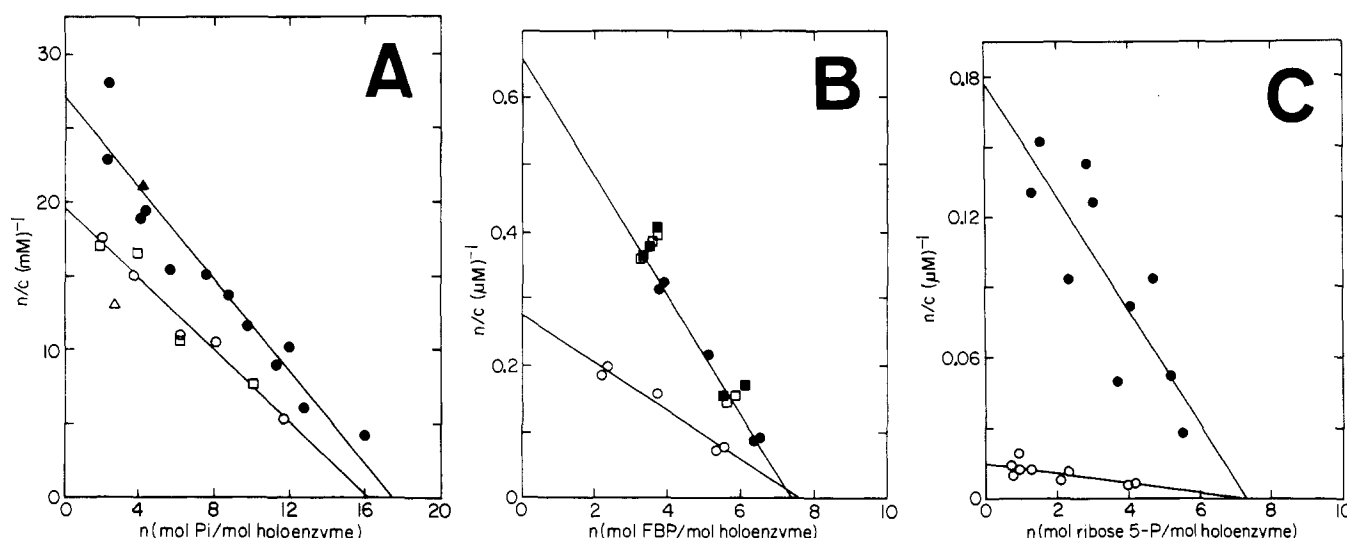 A
30
20
10
0
n/c (mM)⁻¹
0 4 8 12 16 20
n(mol Pi/mol holoenzyme)
B
0.6
0.4
0.2
0
n/c (μM)⁻¹
0 2 4 6 8 10
n(mol FBP/mol holoenzyme)
C
0.18
0.12
0.06
0
n/c (μM)⁻¹
0 2 4 6 8 10
n(mol ribose 5-P/mol holoenzyme)